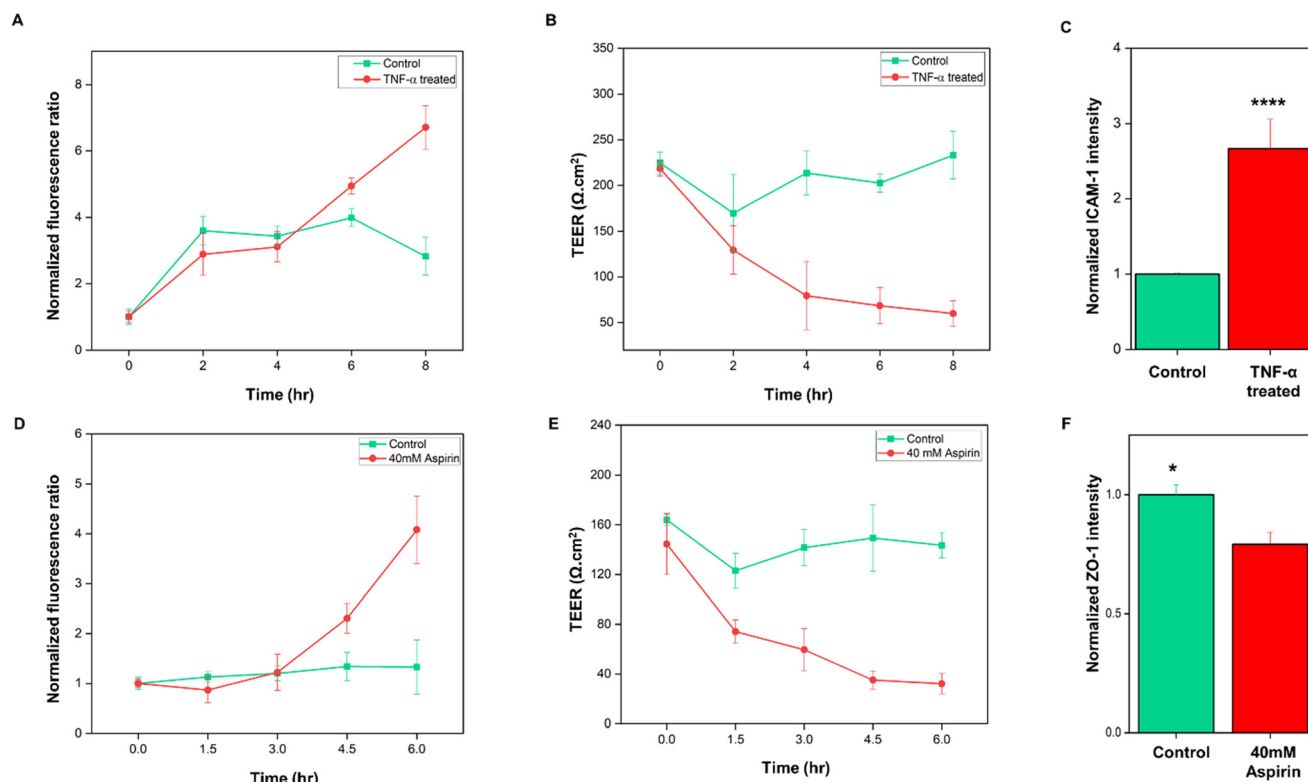 A
Normalized fluorescence ratio
8
6
4
2
0
Control
TNF-α treated
0
2
4
6
8
Time (hr)
B
TEER (Ω.cm²)
350
300
250
200
150
100
50
Control
TNF-α treated
0
2
4
6
8
Time (hr)
C
Normalized ICAM-1 intensity
4
3
2
1
0
****
Control
TNF-α
treated
D
Normalized fluorescence ratio
6
5
4
3
2
1
0
Control
40mM Aspirin
0.0
1.5
3.0
4.5
6.0
Time (hr)
E
TEER (Ω.cm²)
240
200
160
120
80
40
0
Control
40 mM Aspirin
0.0
1.5
3.0
4.5
6.0
Time (hr)
F
Normalized ZO-1 intensity
1.0
0.5
0.0
*
Control
40mM
Aspirin